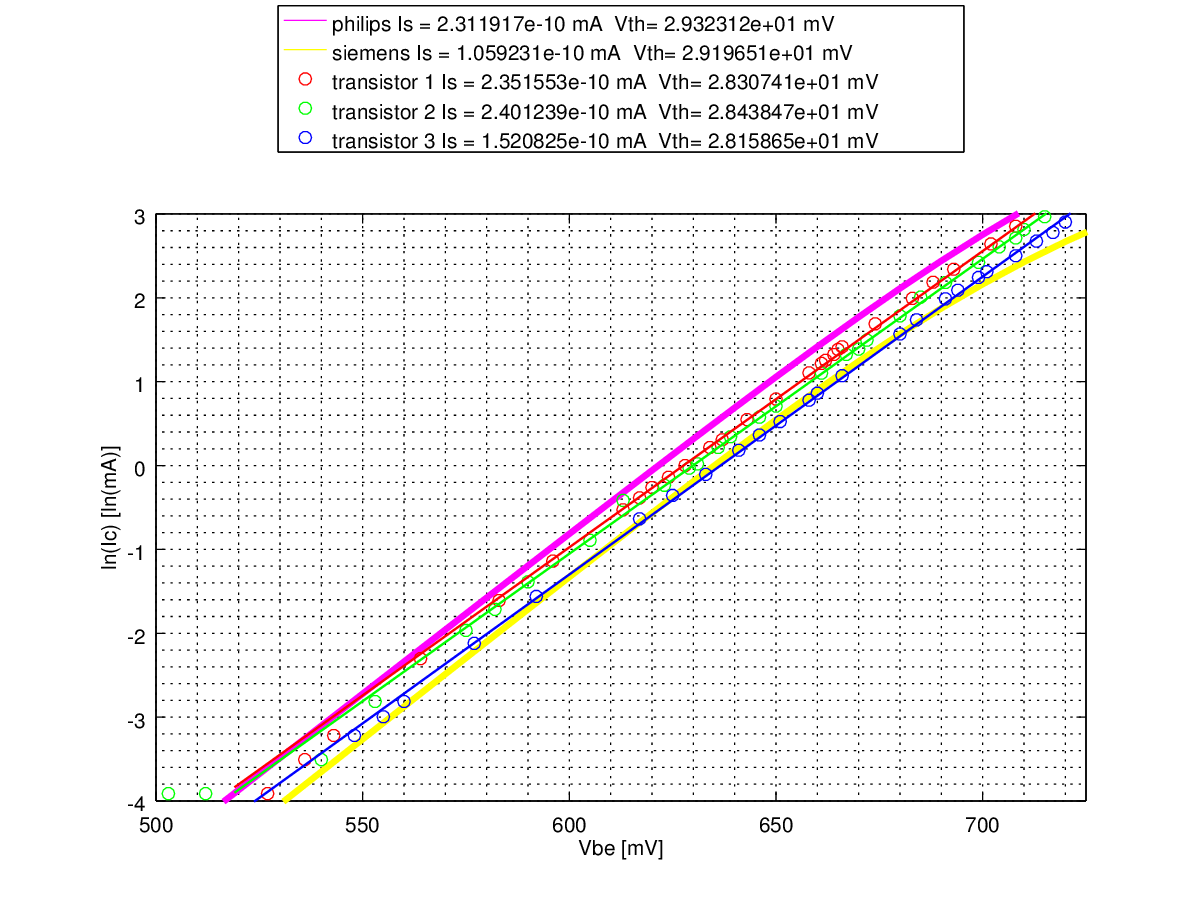 philips Is = 2.311917e-10 mA  Vth= 2.932312e+01 mV
siemens Is = 1.059231e-10 mA  Vth= 2.919651e+01 mV
transistor 1 Is = 2.351553e-10 mA  Vth= 2.830741e+01 mV
transistor 2 Is = 2.401239e-10 mA  Vth= 2.843847e+01 mV
transistor 3 Is = 1.520825e-10 mA  Vth= 2.815865e+01 mV
3
2
1
0
-1
-2
-3
-4
ln(Ic) [ln(mA)]
500 550 600 650 700
Vbe [mV]